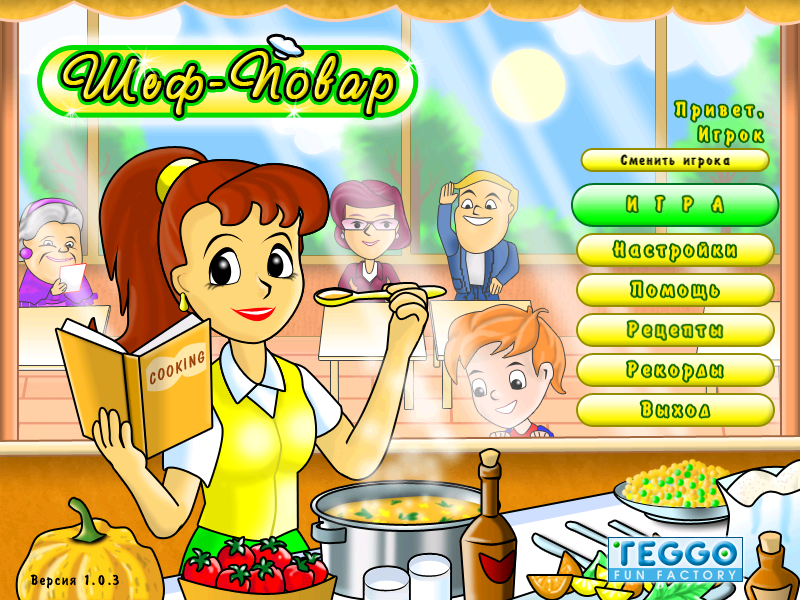 Шеф-Повар
Привет,
Игрок
Сменить игрока
ИГРА
Настройки
Помощь
Рецепты
Рекорды
Выход
COOKING
TEGGO
FUN FACTORY
Версия 1.0.3